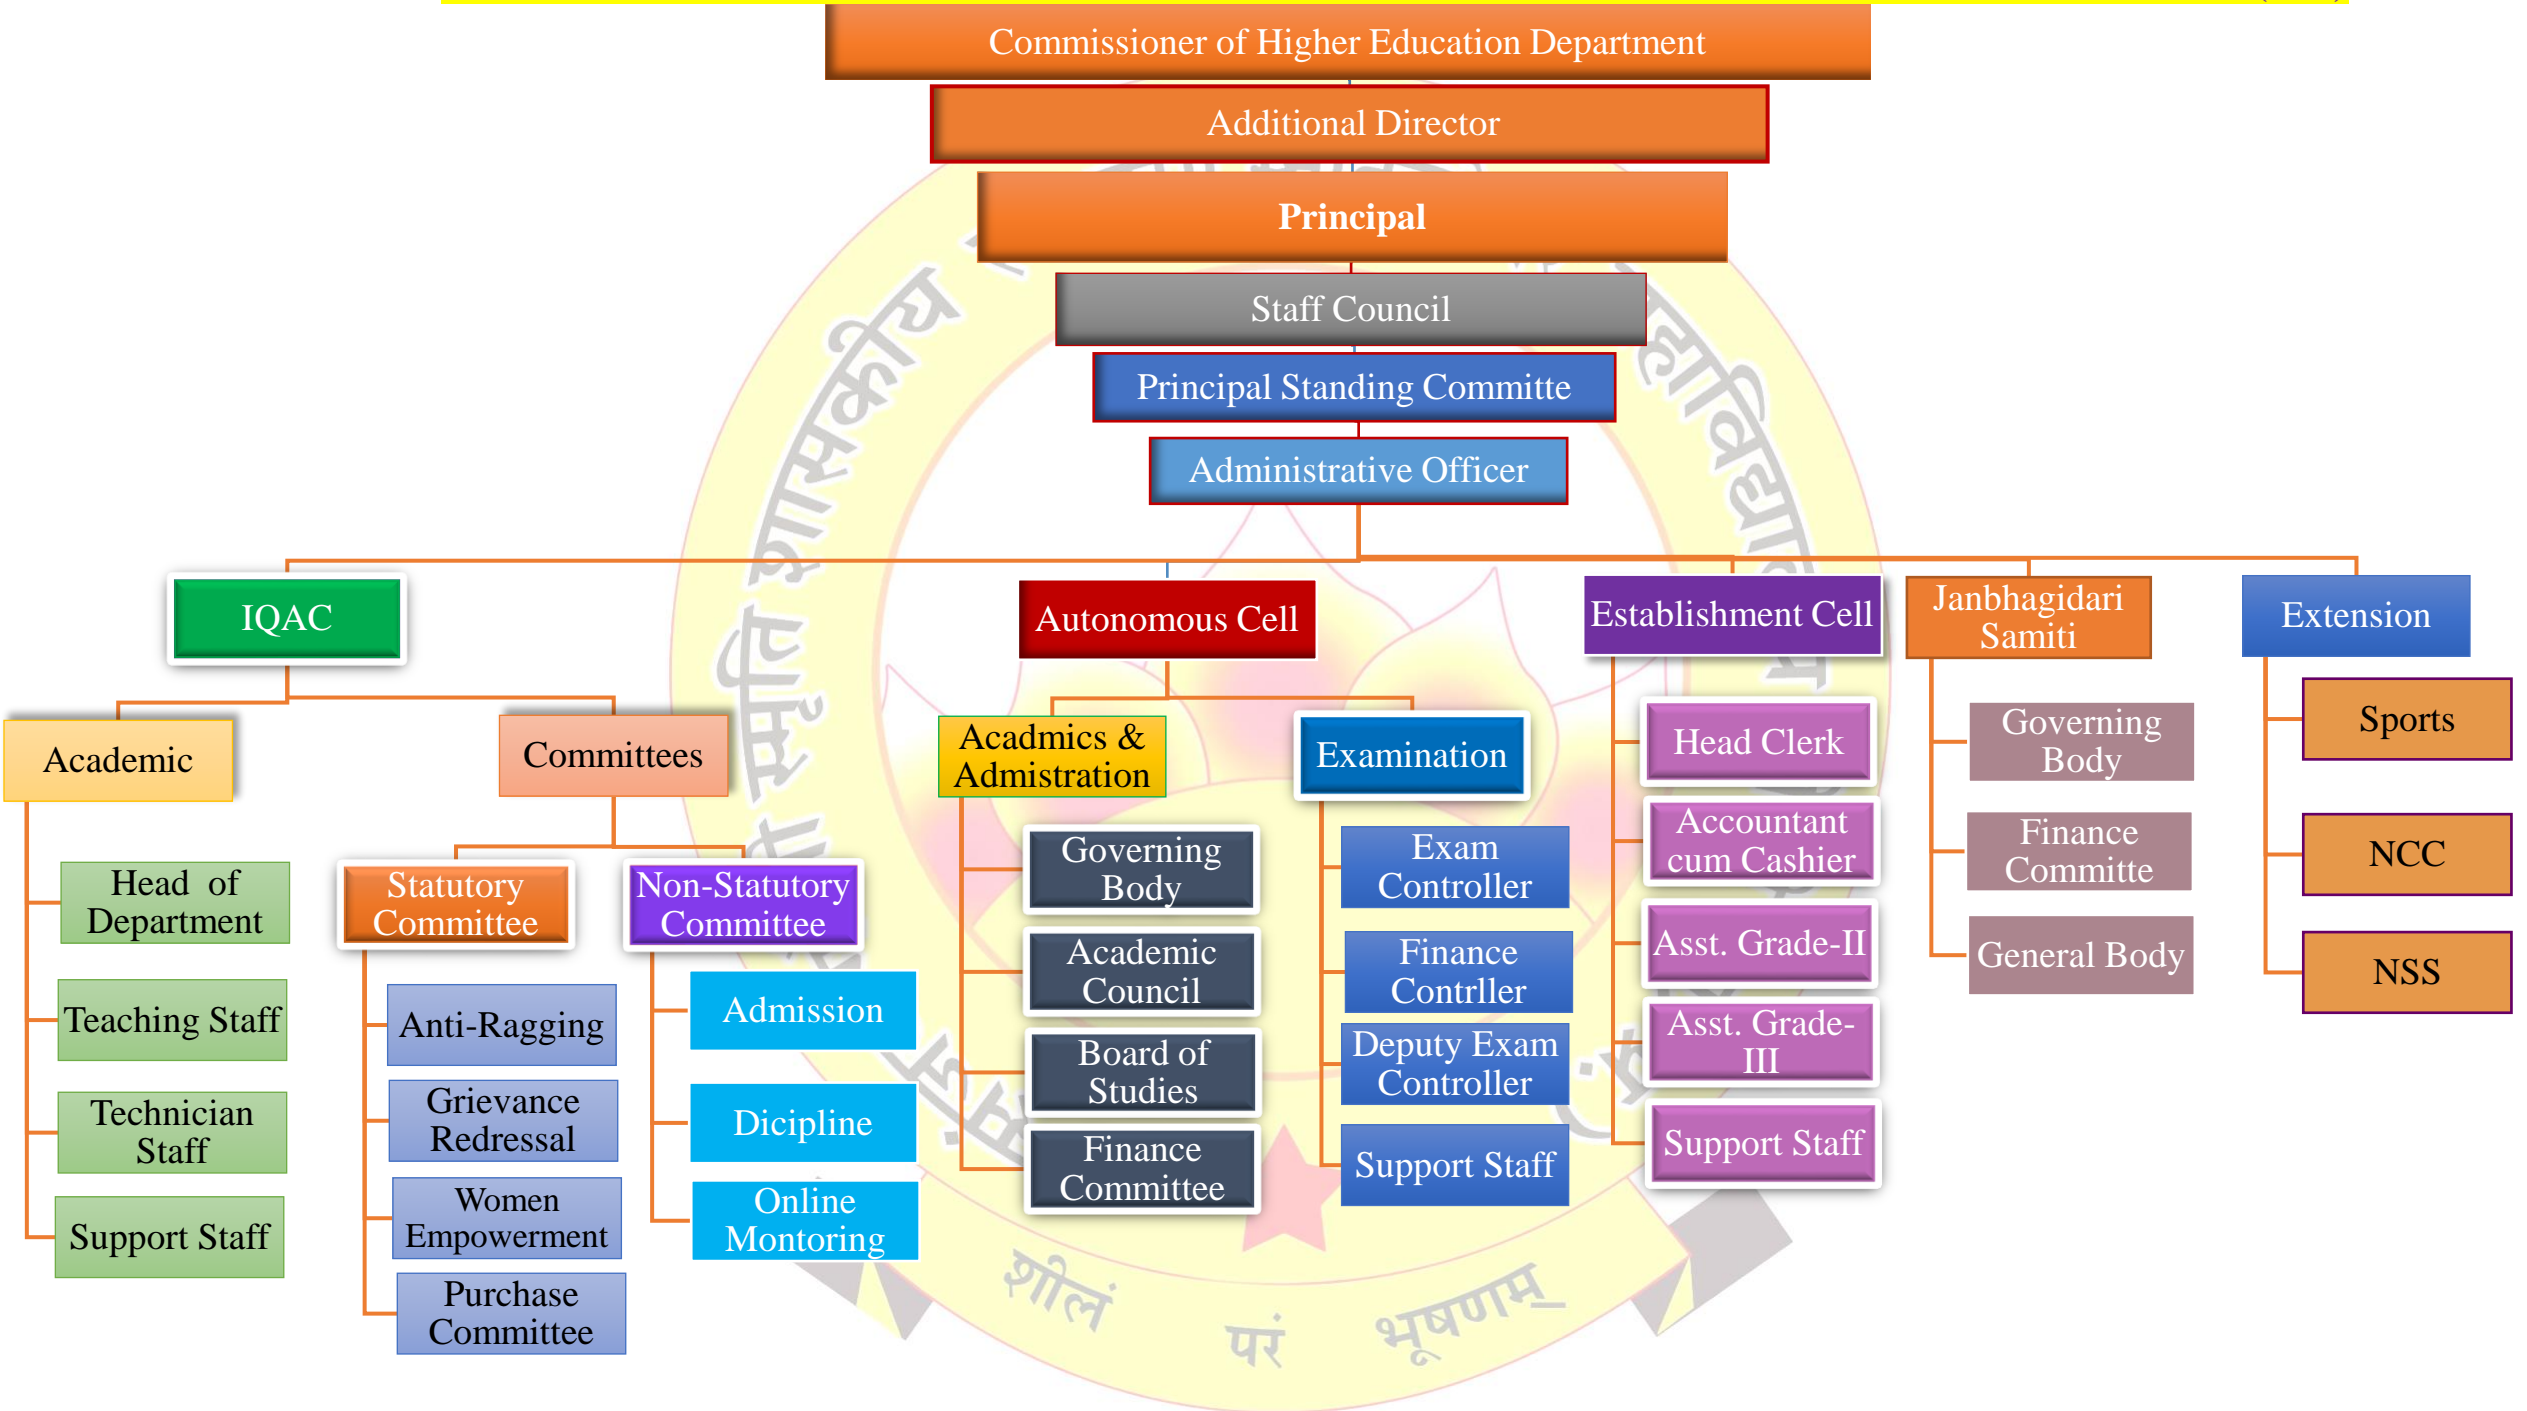 Commissioner of Higher Education Department
Additional Director
Principal
Staff Council
Principal Standing Committe
Administrative Officer
IQAC
Autonomous Cell
Establishment Cell
Janbhagidari
Samiti
Extension
Academic
Committees
Acadmics &
Admistration
Examination
Head of
Department
Teaching Staff
Technician
Staff
Support Staff
Statutory
Committee
Anti-Ragging
Grievance
Redressal
Women
Empowerment
Purchase
Committee
Non-Statutory
Committee
Admission
Dicipline
Online
Montoring
Governing
Body
Academic
Council
Board of
Studies
Finance
Committee
Exam
Controller
Finance
Contrller
Deputy Exam
Controller
Support Staff
Head Clerk
Accountant
cum Cashier
Asst. Grade-II
Asst. Grade-
III
Support Staff
Governing
Body
Finance
Committe
General Body
Sports
NCC
NSS
स्मृति शासकीय
महाविद्यालय
शीलं परं भूषणम्